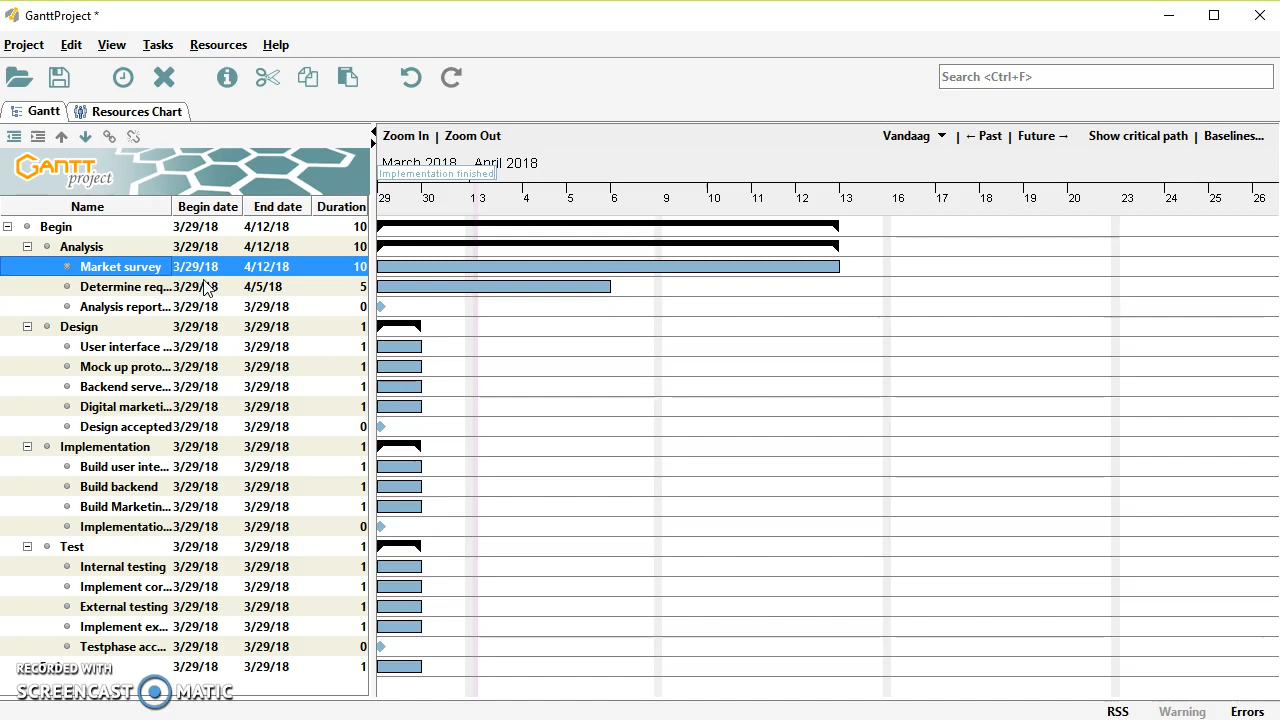 GanttProject *
Project Edit View Tasks Resources Help
Search <Ctrl+F>
Gantt Resources Chart
Zoom In | Zoom Out Vandaag | ← Past | Future → Show critical path | Baselines...
GANTT project
March 2018 April 2018
Implementation finished
Name Begin date End date Duration 29 30 1 3 4 5 6 9 10 11 12 13 16 17 18 19 20 23 24 25 26
Begin 3/29/18 4/12/18 10
Analysis 3/29/18 4/12/18 10
Market survey 3/29/18 4/12/18 10
Determine req... 3/29/18 4/5/18 5
Analysis report... 3/29/18 3/29/18 0
Design 3/29/18 3/29/18 1
User interface ... 3/29/18 3/29/18 1
Mock up proto... 3/29/18 3/29/18 1
Backend serve... 3/29/18 3/29/18 1
Digital marketi... 3/29/18 3/29/18 1
Design accepted 3/29/18 3/29/18 0
Implementation 3/29/18 3/29/18 1
Build user inte... 3/29/18 3/29/18 1
Build backend 3/29/18 3/29/18 1
Build Marketin... 3/29/18 3/29/18 1
Implementatio... 3/29/18 3/29/18 0
Test 3/29/18 3/29/18 1
Internal testing 3/29/18 3/29/18 1
Implement cor... 3/29/18 3/29/18 1
External testing 3/29/18 3/29/18 1
Implement ex... 3/29/18 3/29/18 1
Testphase acc... 3/29/18 3/29/18 0
3/29/18 3/29/18 1
RECORDED WITH
SCREENCAST MATIC
RSS Warning Errors